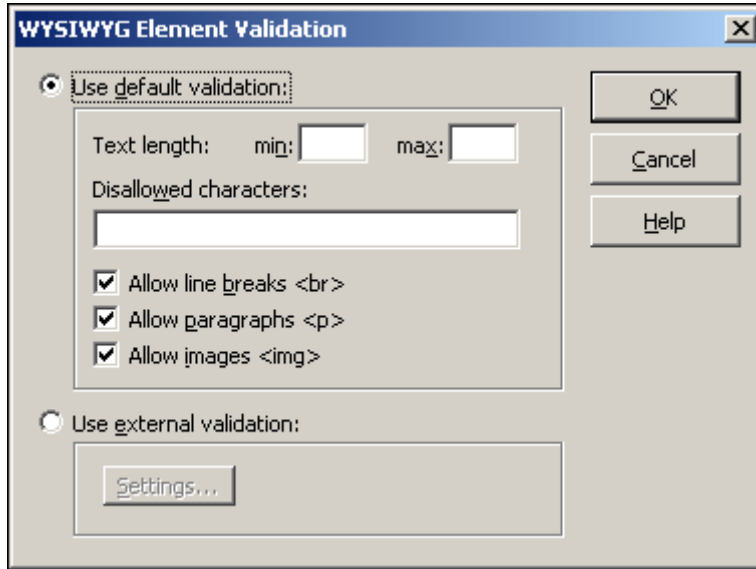 WYSIWYG Element Validation
Use default validation:
OK
Text length: min: max:
Cancel
Disallowed characters:
Help
Allow line breaks <br>
Allow paragraphs <p>
Allow images <img>
Use external validation:
Settings...